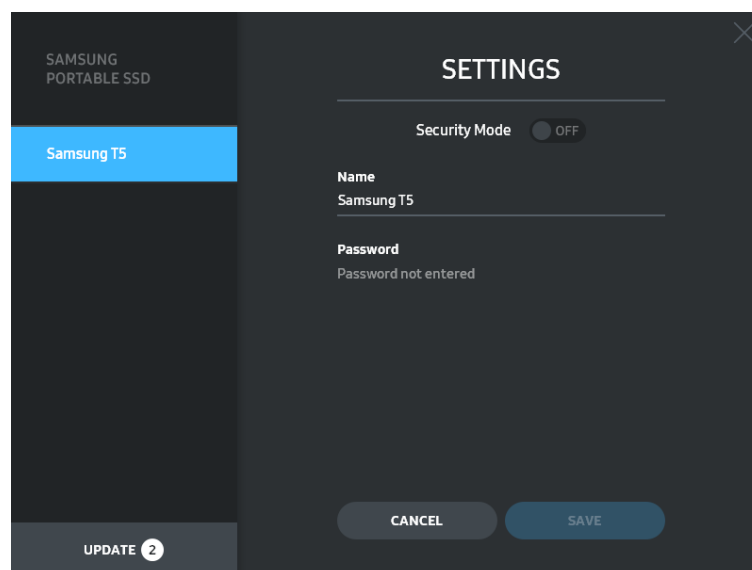 SAMSUNG
PORTABLE SSD
Samsung T5
UPDATE 2
SETTINGS
Security Mode OFF
Name
Samsung T5
Password
Password not entered
CANCEL SAVE